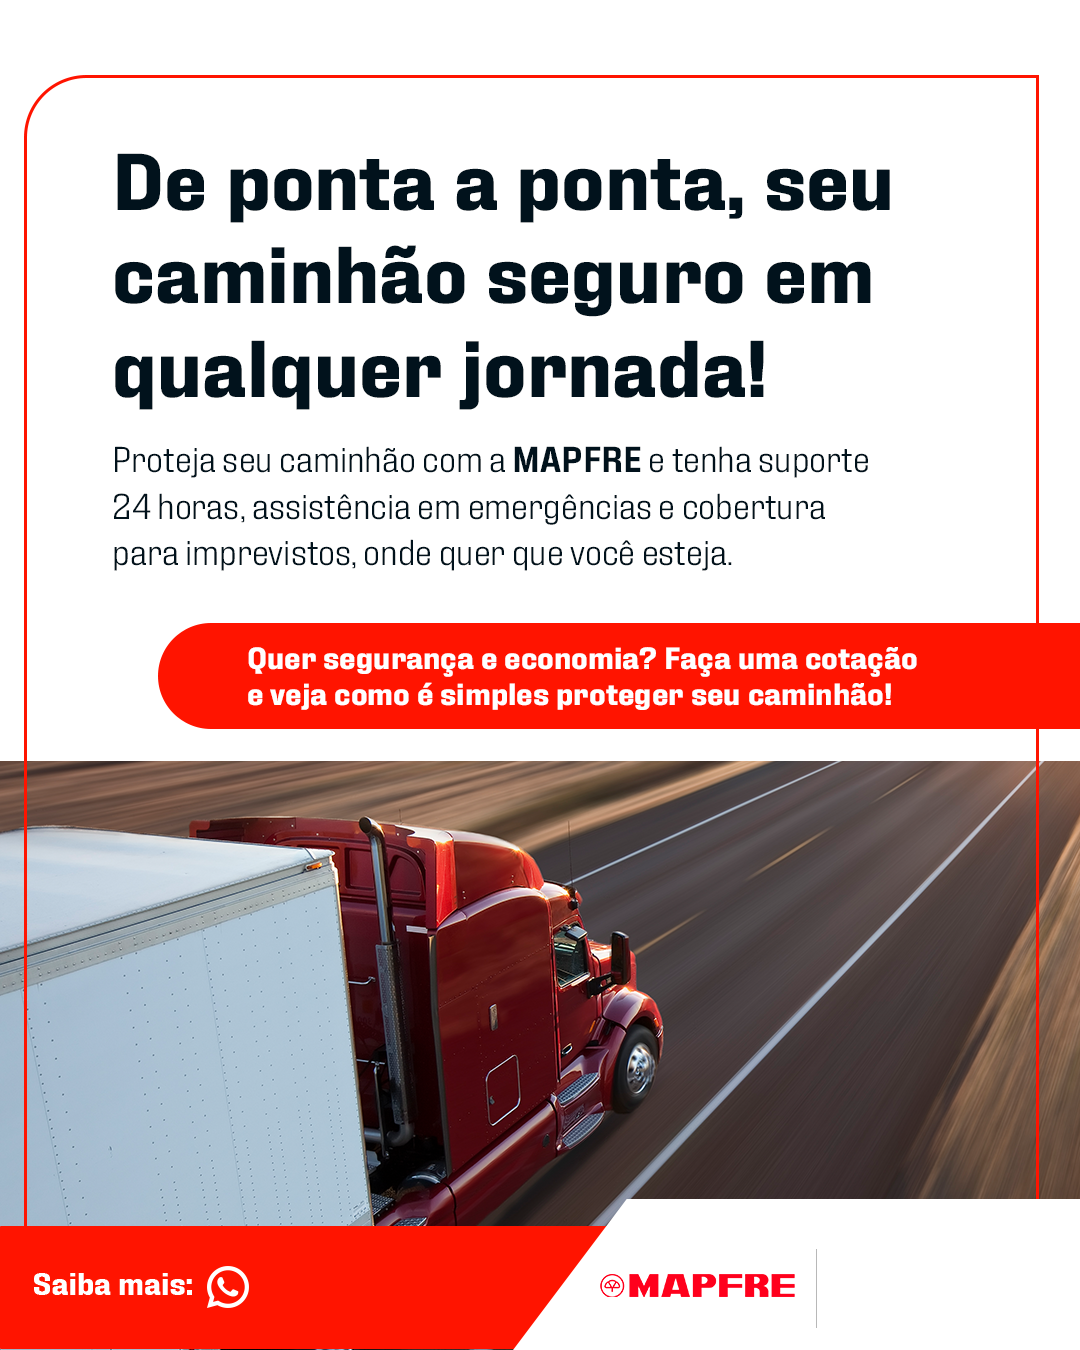 De ponta a ponta, seu
caminhão seguro em
qualquer jornada!
Proteja seu caminhão com a MAPFRE e tenha suporte
24 horas, assistência em emergências e cobertura
para imprevistos, onde quer que você esteja.
Quer segurança e economia? Faça uma cotação
e veja como é simples proteger seu caminhão!
Saiba mais:
MAPFRE